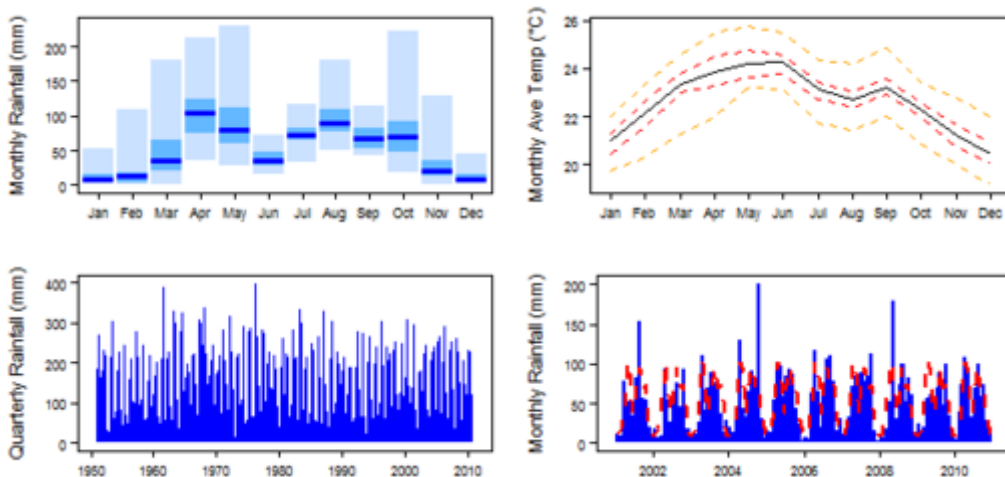 Monthly Rainfall (mm)
200
150
100
50
0
Jan Feb Mar Apr May Jun Jul Aug Sep Oct Nov Dec
Monthly Ave Temp (°C)
26
24
22
20
Jan Feb Mar Apr May Jun Jul Aug Sep Oct Nov Dec
Quarterly Rainfall (mm)
400
300
200
100
0
1950 1960 1970 1980 1990 2000 2010
Monthly Rainfall (mm)
200
150
100
50
0
2002 2004 2006 2008 2010